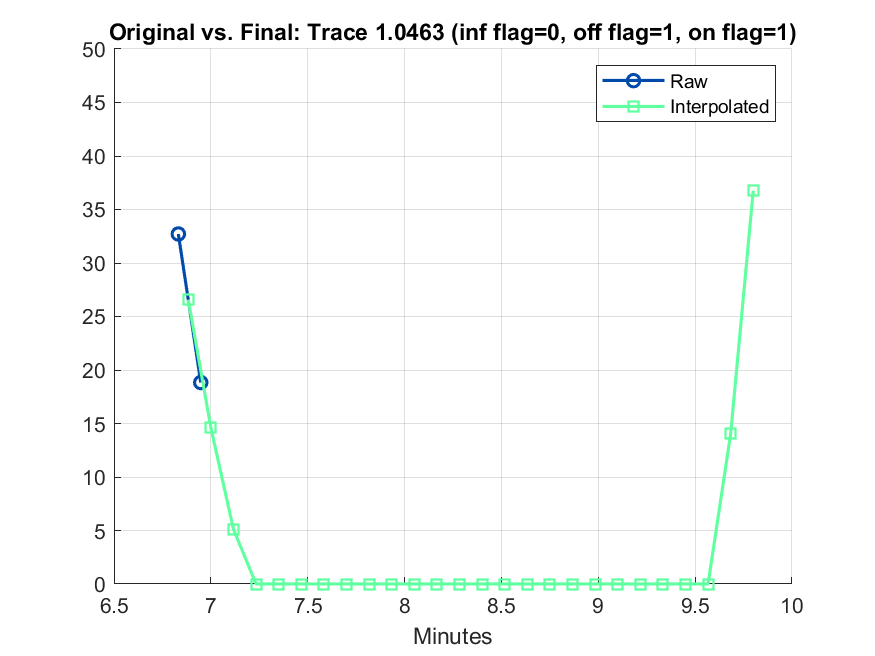 Original vs. Final: Trace 1.0463 (inf flag=0, off flag=1, on flag=1)
50
45
40
35
30
25
20
15
10
5
0
Raw
Interpolated
6.5 7 7.5 8 8.5 9 9.5 10
Minutes